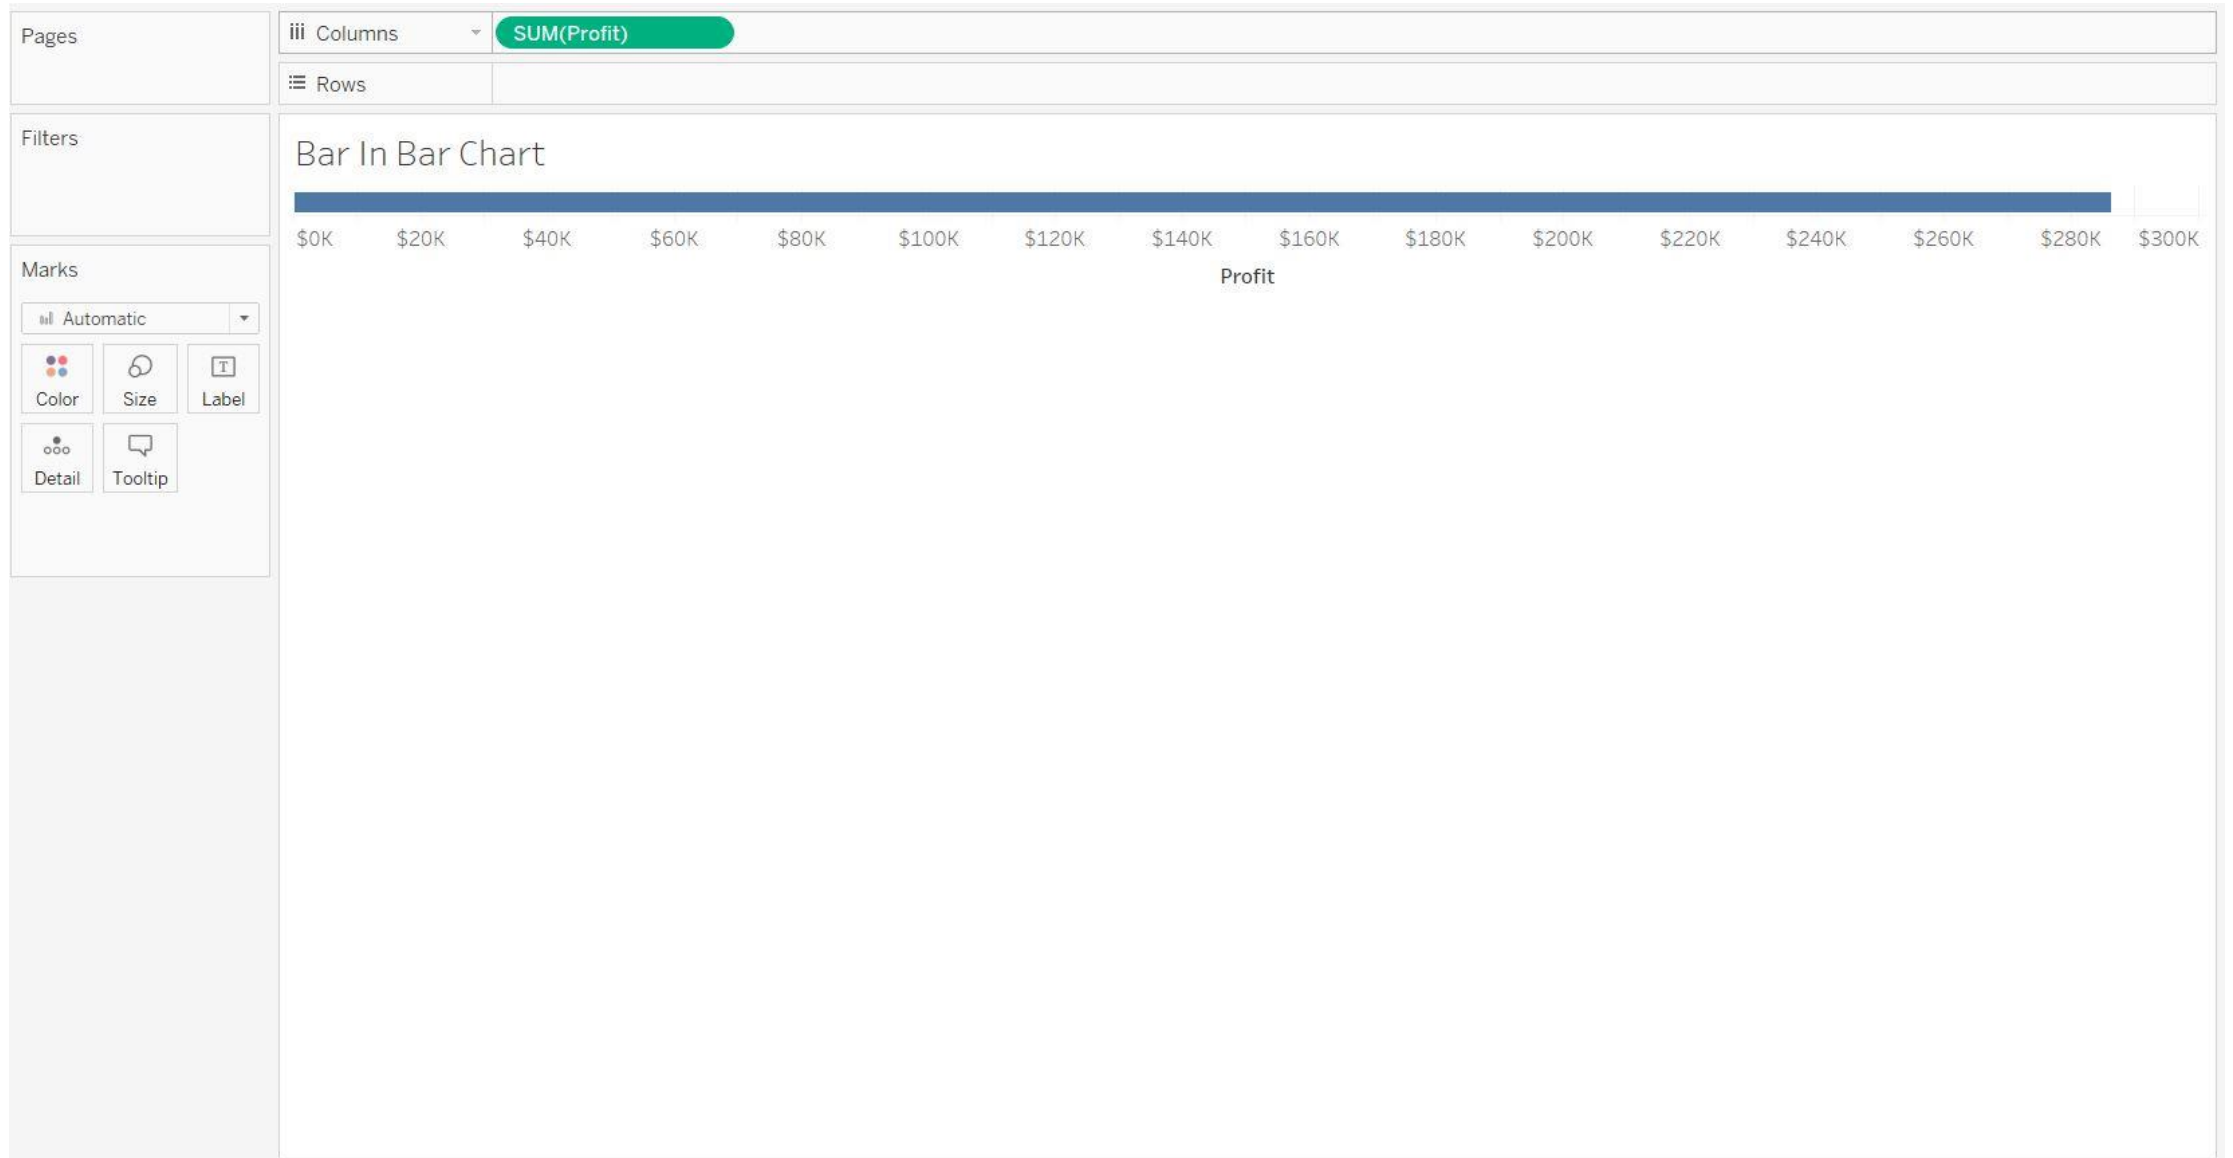 Pages
Columns SUM(Profit)
Rows
Filters
Bar In Bar Chart
$0K $20K $40K $60K $80K $100K $120K $140K $160K $180K $200K $220K $240K $260K $280K $300K
Profit
Marks
Automatic
Color Size Label
Detail Tooltip